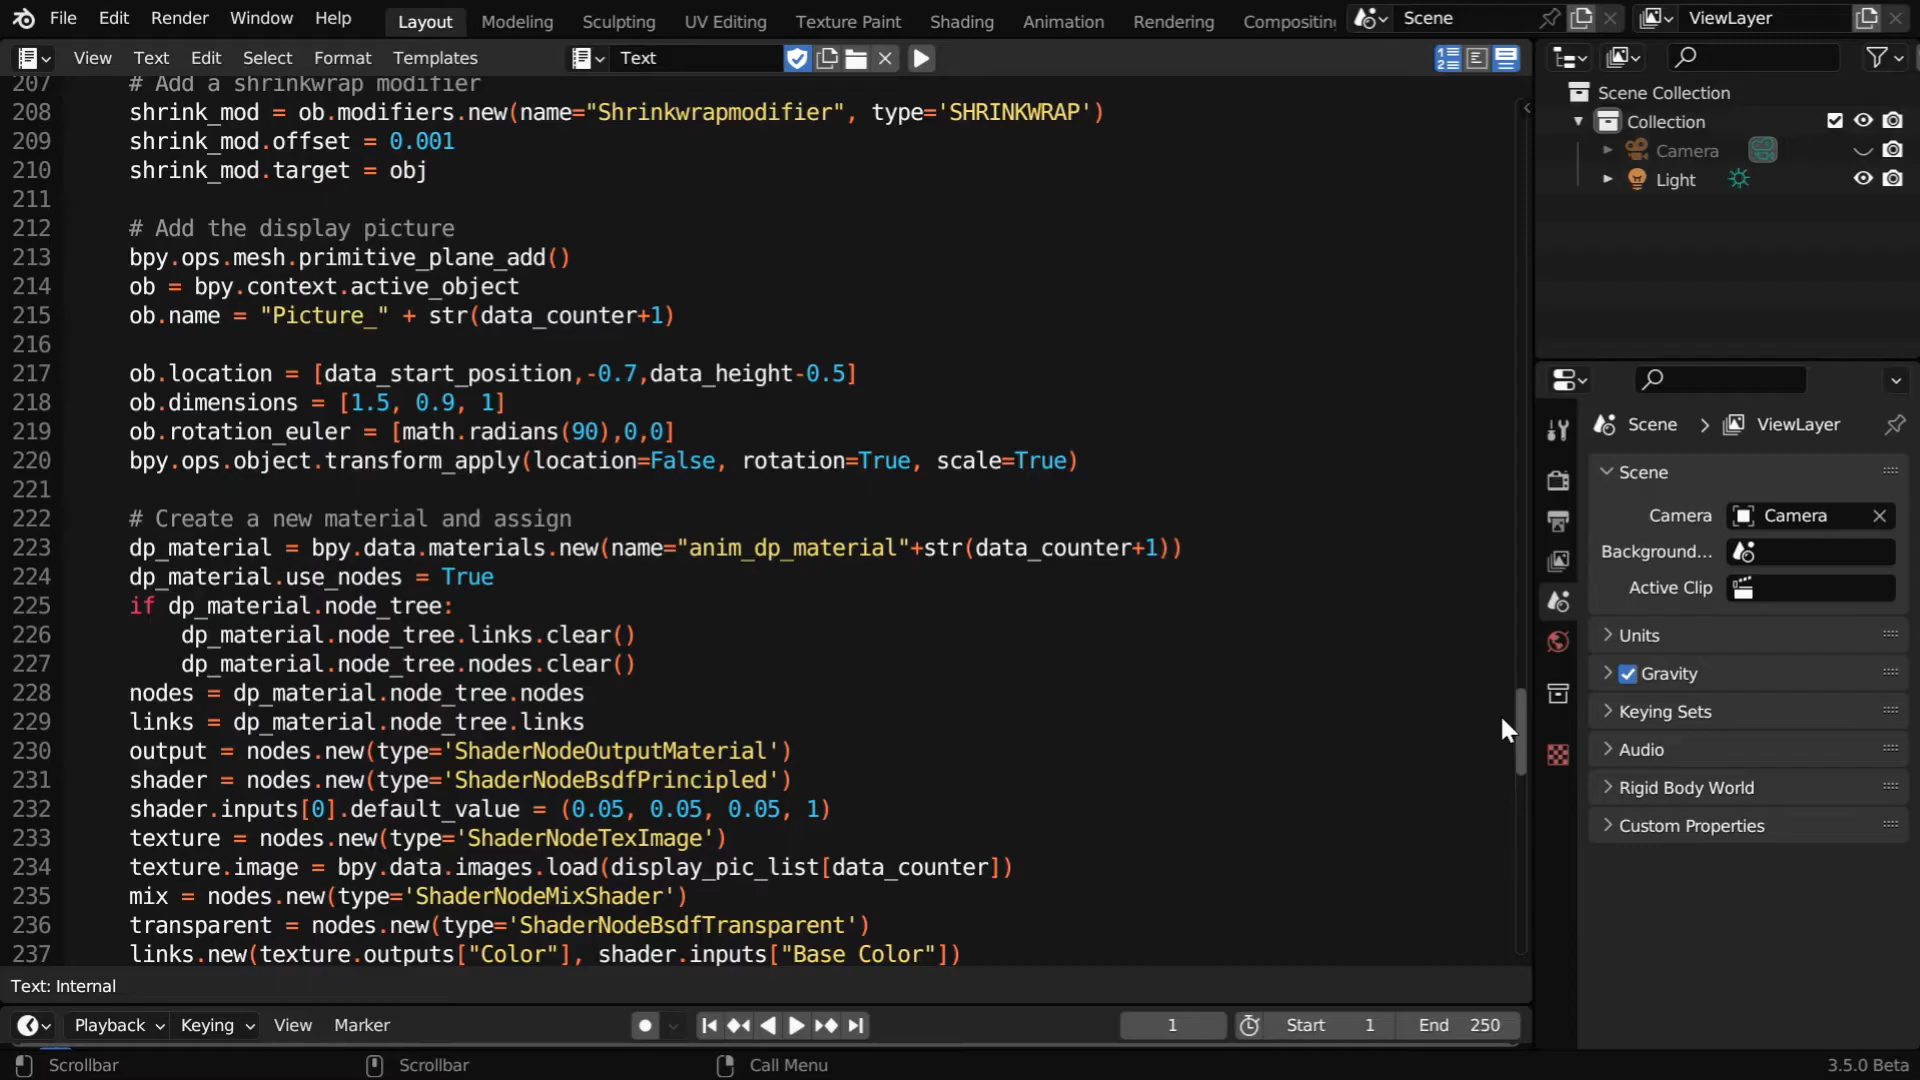 File Edit Render Window Help Layout Modeling Sculpting UV Editing Texture Paint Shading Animation Rendering Compositing Scene ViewLayer
View Text Edit Select Format Templates Text
207 # Add a shrinkwrap modifier
208 shrink_mod = ob.modifiers.new(name="Shrinkwrapmodifier", type='SHRINKWRAP')
209 shrink_mod.offset = 0.001
210 shrink_mod.target = obj
211
212 # Add the display picture
213 bpy.ops.mesh.primitive_plane_add()
214 ob = bpy.context.active_object
215 ob.name = "Picture_" + str(data_counter+1)
216
217 ob.location = [data_start_position,-0.7,data_height-0.5]
218 ob.dimensions = [1.5, 0.9, 1]
219 ob.rotation_euler = [math.radians(90),0,0]
220 bpy.ops.object.transform_apply(location=False, rotation=True, scale=True)
221
222 # Create a new material and assign
223 dp_material = bpy.data.materials.new(name="anim_dp_material"+str(data_counter+1))
224 dp_material.use_nodes = True
225 if dp_material.node_tree:
226 dp_material.node_tree.links.clear()
227 dp_material.node_tree.nodes.clear()
228 nodes = dp_material.node_tree.nodes
229 links = dp_material.node_tree.links
230 output = nodes.new(type='ShaderNodeOutputMaterial')
231 shader = nodes.new(type='ShaderNodeBsdfPrincipled')
232 shader.inputs[0].default_value = (0.05, 0.05, 0.05, 1)
233 texture = nodes.new(type='ShaderNodeTexImage')
234 texture.image = bpy.data.images.load(display_pic_list[data_counter])
235 mix = nodes.new(type='ShaderNodeMixShader')
236 transparent = nodes.new(type='ShaderNodeBsdfTransparent')
237 links.new(texture.outputs["Color"], shader.inputs["Base Color"])
Text: Internal
Scene Collection
Collection
Camera
Light
Scene ViewLayer
Scene
Camera Camera
Background...
Active Clip
Units
Gravity
Keying Sets
Audio
Rigid Body World
Custom Properties
Playback Keying View Marker 1 Start 1 End 250
Scrollbar Scrollbar Call Menu 3.5.0 Beta